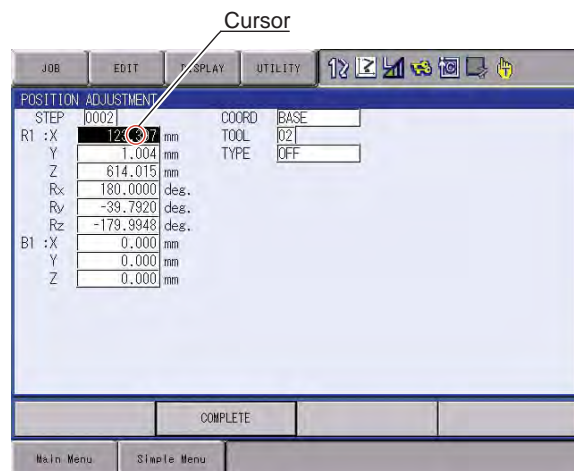 Cursor
JOB EDIT DISPLAY UTILITY
POSITION ADJUSTMENT
STEP 0002 COORD BASE
R1 :X mm TOOL 02
Y 1.004 mm TYPE OFF
Z 614.015 mm
Rx 180.0000 deg.
Ry -39.7920 deg.
Rz -179.9948 deg.
B1 :X 0.000 mm
Y 0.000 mm
Z 0.000 mm
COMPLETE
Main Menu Simple Menu